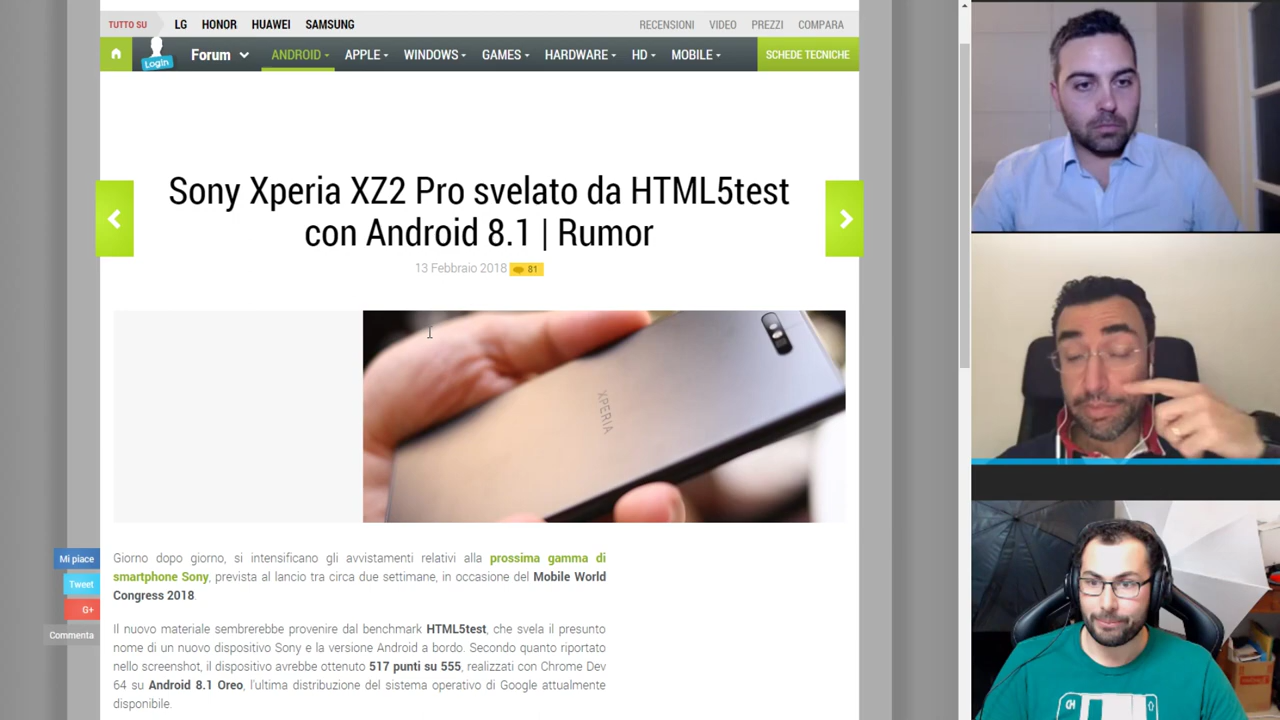 TUTTO SU LG HONOR HUAWEI SAMSUNG RECENSIONI VIDEO PREZZI COMPARA
Login Forum ANDROID APPLE WINDOWS GAMES HARDWARE HD MOBILE SCHEDE TECNICHE
Sony Xperia XZ2 Pro svelato da HTML5test
con Android 8.1 | Rumor
13 Febbraio 2018 81
XPERIA
Mi piace
Tweet
G+
Commenta
Giorno dopo giorno, si intensificano gli avvistamenti relativi alla prossima gamma di
smartphone Sony, prevista al lancio tra circa due settimane, in occasione del Mobile World
Congress 2018.
Il nuovo materiale sembrerebbe provenire dal benchmark HTML5test, che svela il presunto
nome di un nuovo dispositivo Sony e la versione Android a bordo. Secondo quanto riportato
nello screenshot, il dispositivo avrebbe ottenuto 517 punti su 555, realizzati con Chrome Dev
64 su Android 8.1 Oreo, l'ultima distribuzione del sistema operativo di Google attualmente
disponibile.